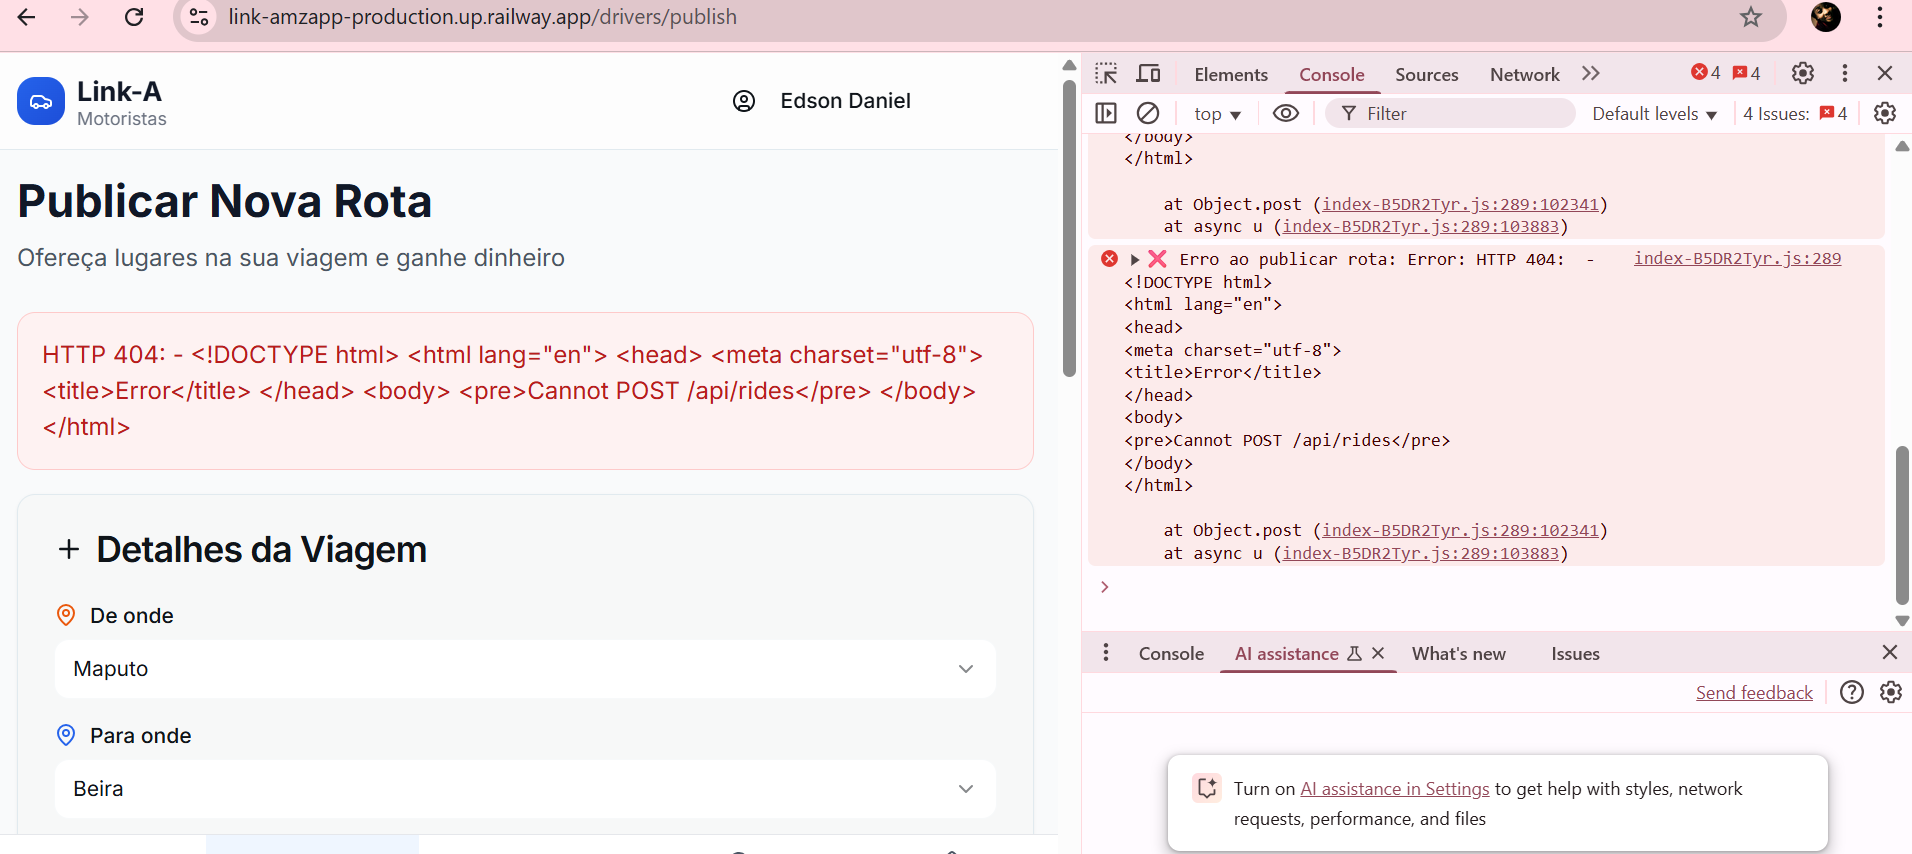 link-amzapp-production.up.railway.app/drivers/publish
Link-A
Motoristas
Edson Daniel
Publicar Nova Rota
Ofereça lugares na sua viagem e ganhe dinheiro
HTTP 404: - <!DOCTYPE html> <html lang="en"> <head> <meta charset="utf-8">
<title>Error</title> </head> <body> <pre>Cannot POST /api/rides</pre> </body>
</html>
+ Detalhes da Viagem
De onde
Maputo
Para onde
Beira
Elements Console Sources Network 4 4
top Filter Default levels 4 Issues: 4
</body>
</html>
at Object.post (index-B5DR2Tyr.js:289:102341)
at async u (index-B5DR2Tyr.js:289:103883)
❌ Erro ao publicar rota: Error: HTTP 404:  - index-B5DR2Tyr.js:289
<!DOCTYPE html>
<html lang="en">
<head>
<meta charset="utf-8">
<title>Error</title>
</head>
<body>
<pre>Cannot POST /api/rides</pre>
</body>
</html>
at Object.post (index-B5DR2Tyr.js:289:102341)
at async u (index-B5DR2Tyr.js:289:103883)
Console AI assistance What's new Issues
Send feedback
Turn on AI assistance in Settings to get help with styles, network
requests, performance, and files